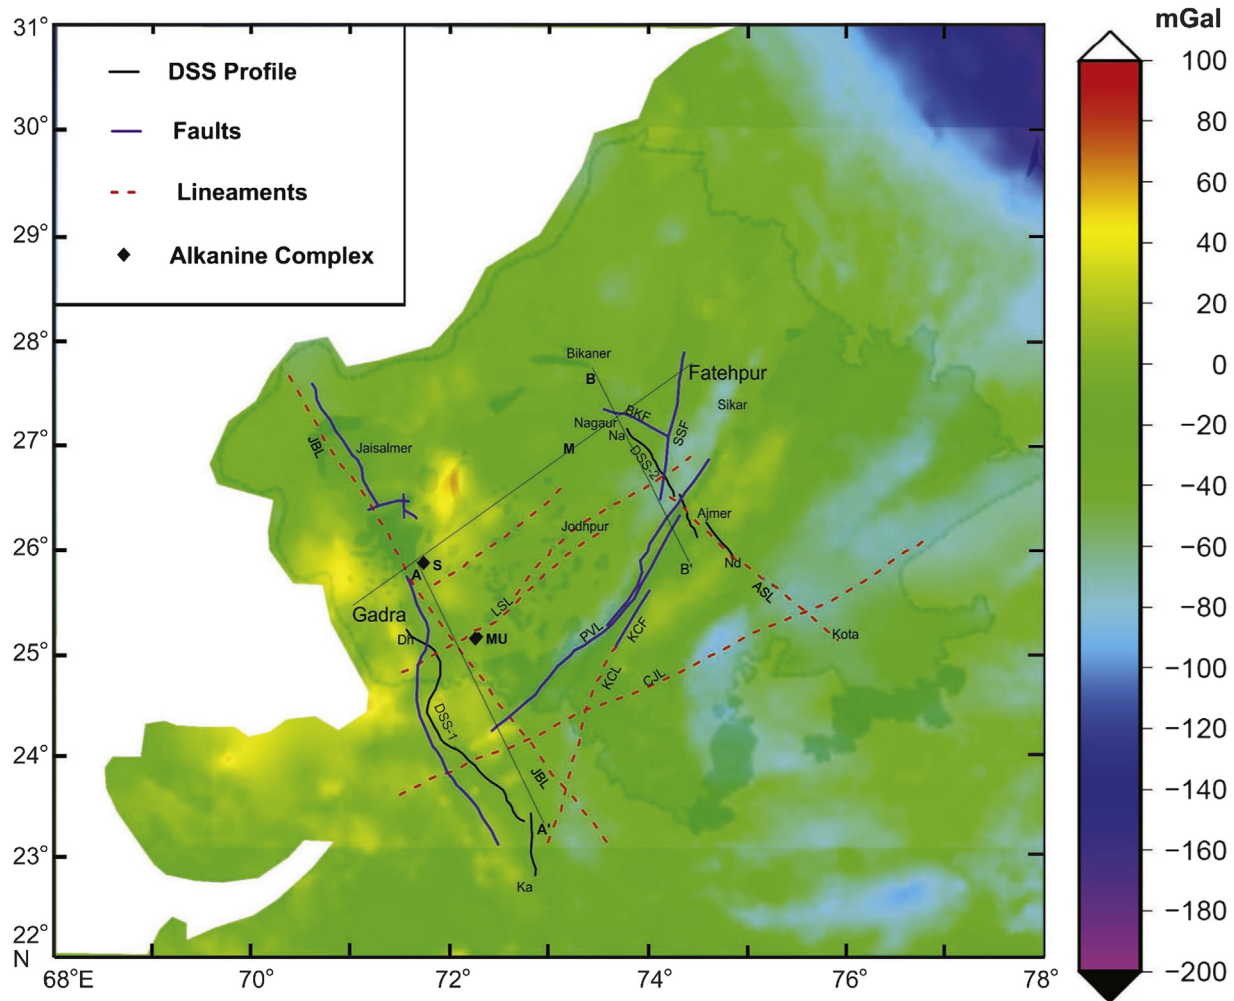 mGal
31°
DSS Profile
100
80
Faults
30°
60
Lineaments
29°
40
Alkanine Complex
20
28°
0
Bikaner
B
Fatehpur
Sikar
BKF
−20
Nagaur
Na
SSF
27°
M
JBL
Jaisalmer
DSS-2
−40
Jodhpur
Ajmer
26°
S
A
Nd
B'
−60
ASL
LSL
Gadra
−80
Dh
MU
PVL
KCF
Kota
25°
KCL
CJL
−100
DSS-1
−120
24°
JBL
−140
A'
23°
−160
Ka
−180
22°
N
−200
68°E
70°
72°
74°
76°
78°